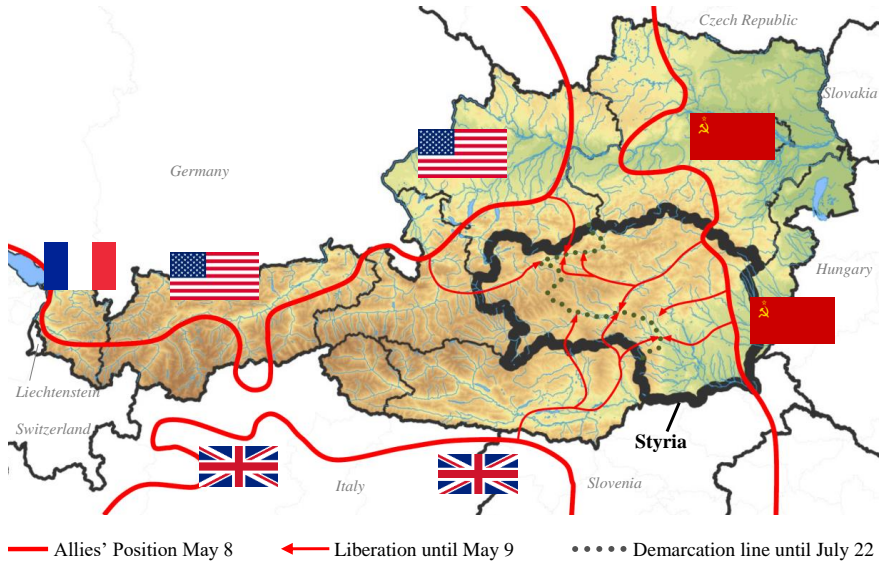 Czech Republic
Slovakia
Germany
Hungary
Liechtenstein
Switzerland
Styria
Italy
Slovenia
Allies’ Position May 8
Liberation until May 9
Demarcation line until July 22